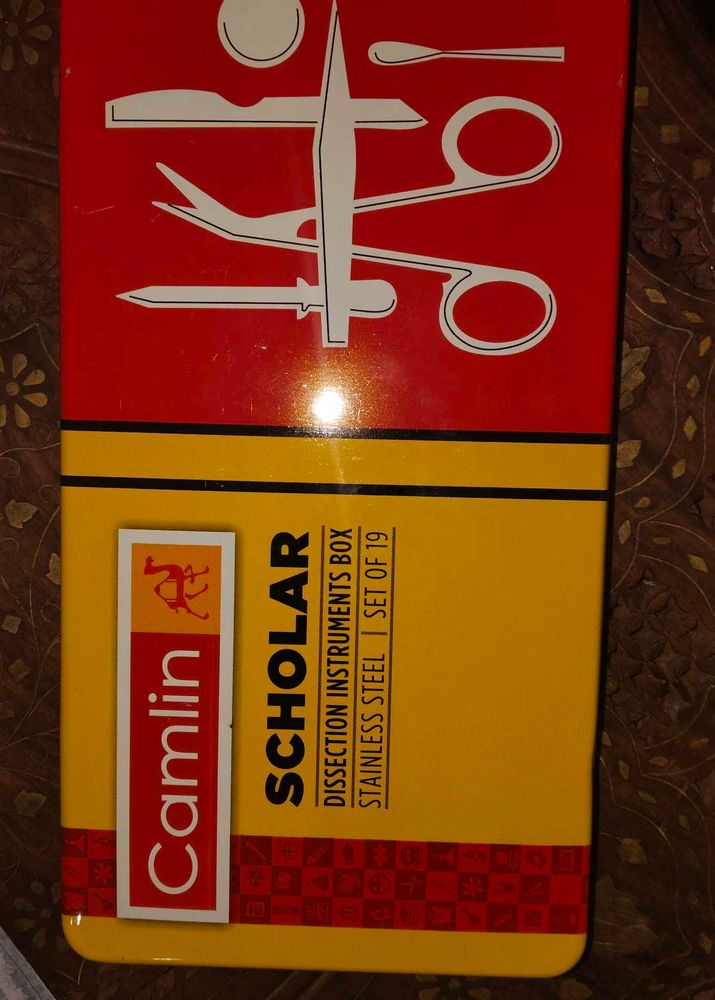 Camlin
SCHOLAR
DISSECTION INSTRUMENTS BOX
STAINLESS STEEL | SET OF 19